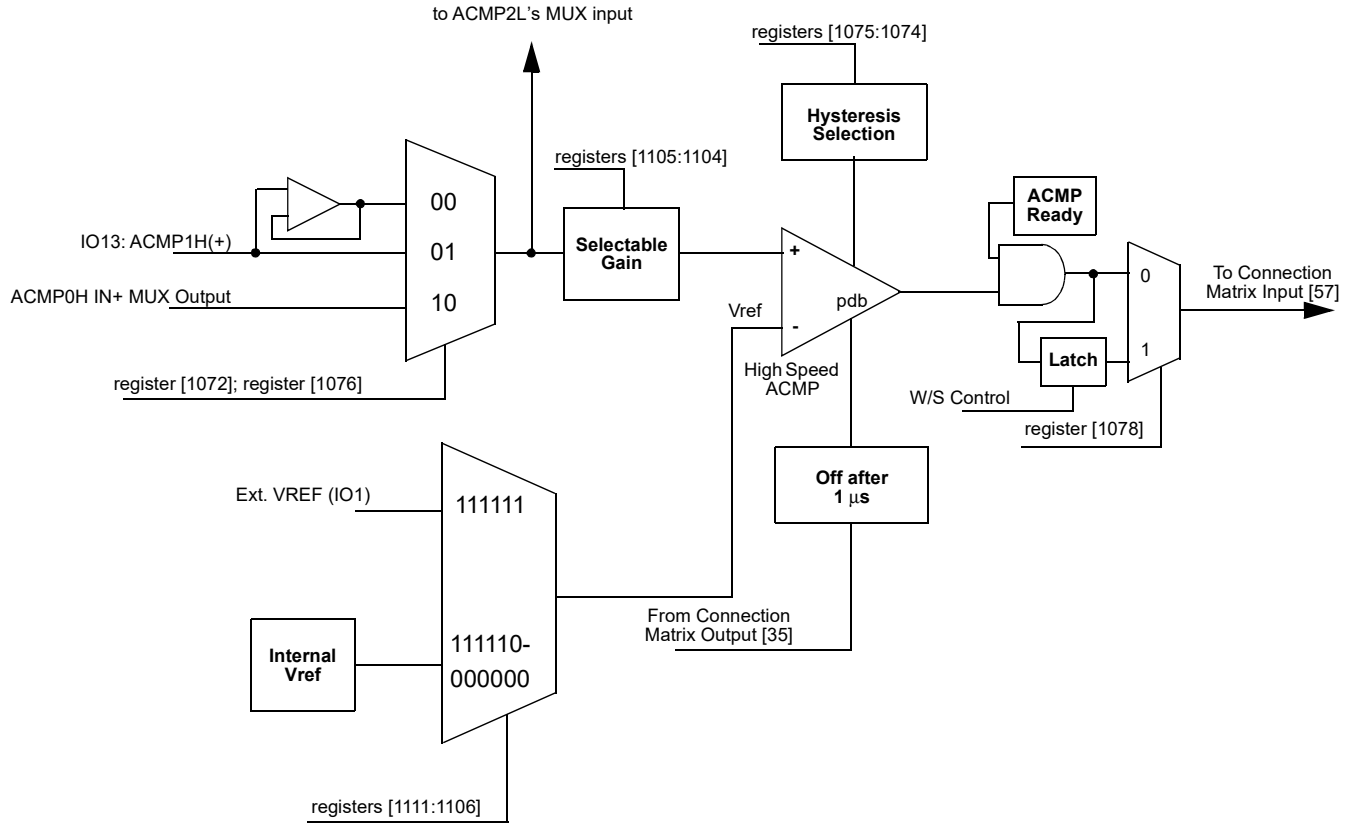 to ACMP2L's MUX input
registers [1075:1074]
Hysteresis
Selection
registers [1105:1104]
ACMP
Ready
00
IO13: ACMP1H(+)
01
Selectable
Gain
+
0
To Connection
Matrix Input [57]
ACMP0H IN+ MUX Output
10
pdb
Vref
-
1
Latch
High Speed
ACMP
register [1072]; register [1076]
W/S Control
register [1078]
Ext. VREF (IO1)
111111
Off after
1 μs
From Connection
Matrix Output [35]
Internal
Vref
111110-
000000
registers [1111:1106]